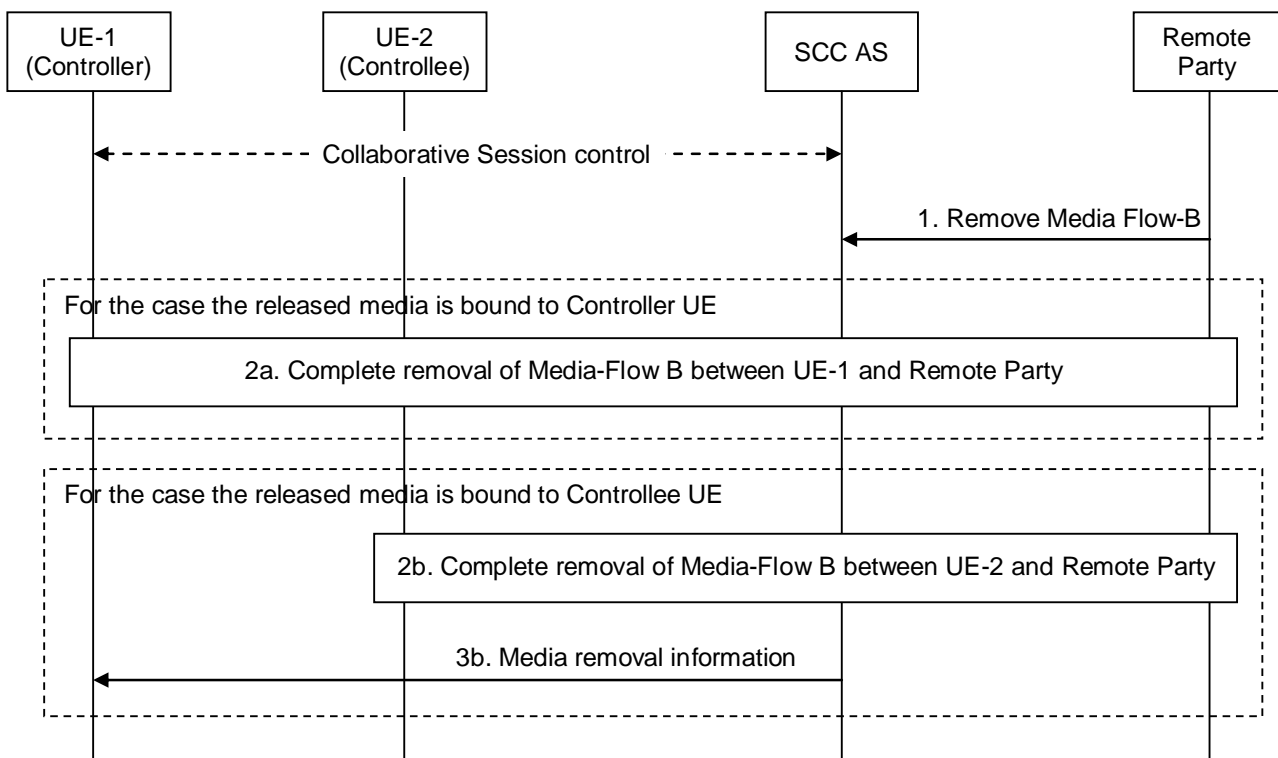 UE-1
(Controller)
UE-2
(Controllee)
SCC AS
Remote
Party
Collaborative Session control
1. Remove Media Flow-B
For the case the released media is bound to Controller UE
2a. Complete removal of Media-Flow B between UE-1 and Remote Party
For the case the released media is bound to Controllee UE
2b. Complete removal of Media-Flow B between UE-2 and Remote Party
3b. Media removal information